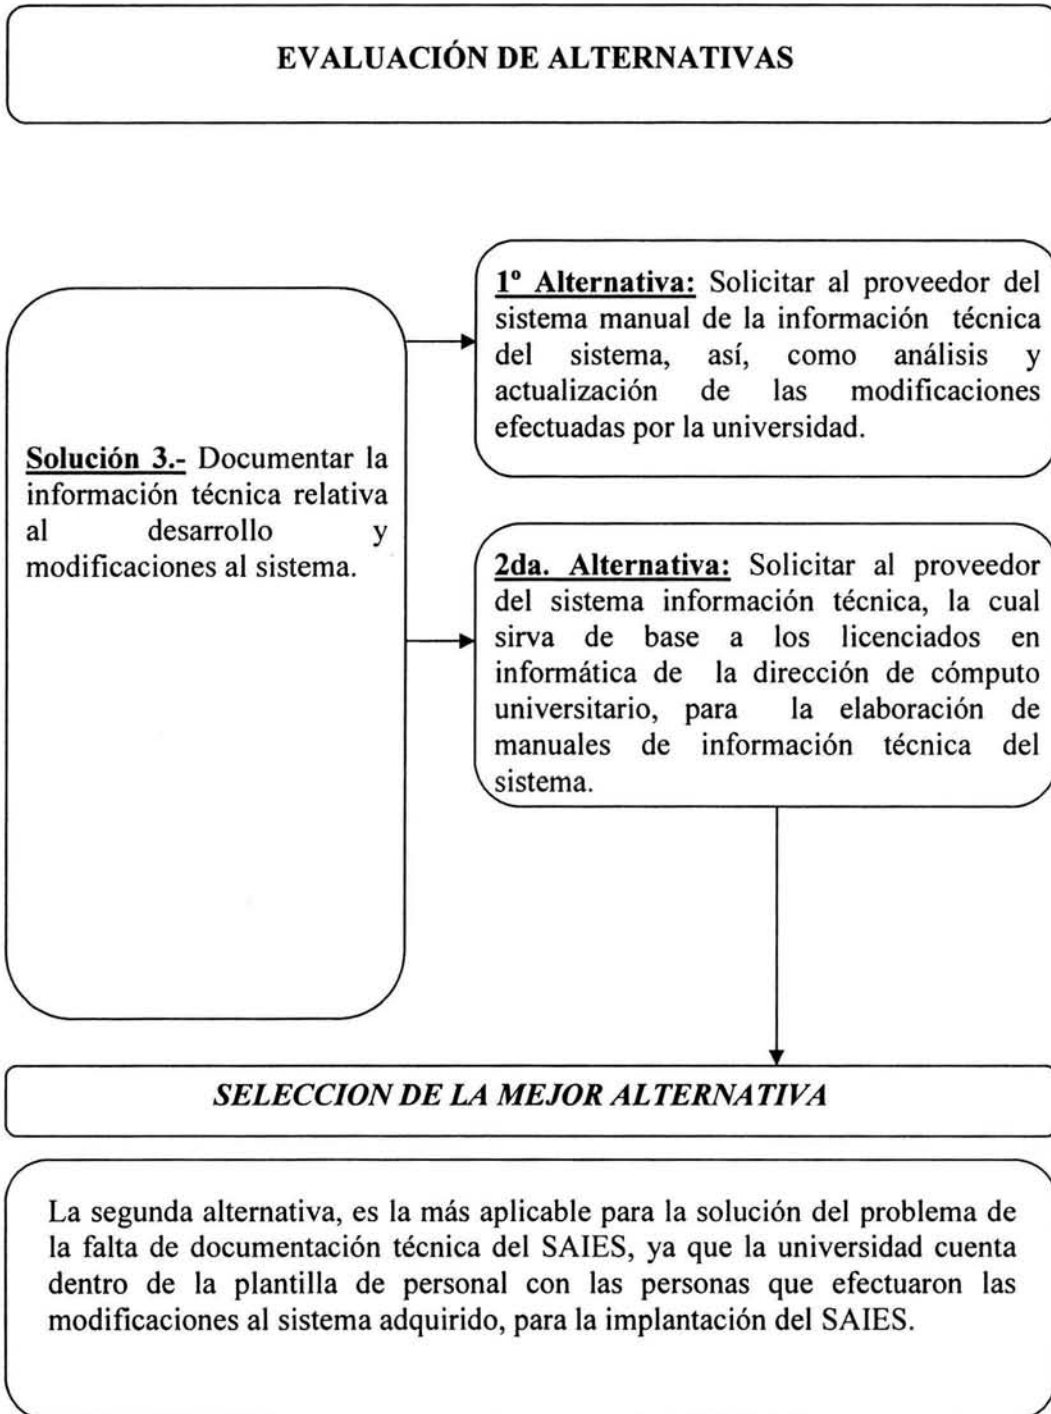 EVALUACIÓN DE ALTERNATIVAS
1º Alternativa: Solicitar al proveedor del
sistema manual de la información técnica
del sistema, así, como análisis y
actualización de las modificaciones
efectuadas por la universidad.
Solución 3.- Documentar la
información técnica relativa
al desarrollo y
modificaciones al sistema.
2da. Alternativa: Solicitar al proveedor
del sistema información técnica, la cual
sirva de base a los licenciados en
informática de la dirección de cómputo
universitario, para la elaboración de
manuales de información técnica del
sistema.
SELECCION DE LA MEJOR ALTERNATIVA
La segunda alternativa, es la más aplicable para la solución del problema de
la falta de documentación técnica del SAIES, ya que la universidad cuenta
dentro de la plantilla de personal con las personas que efectuaron las
modificaciones al sistema adquirido, para la implantación del SAIES.